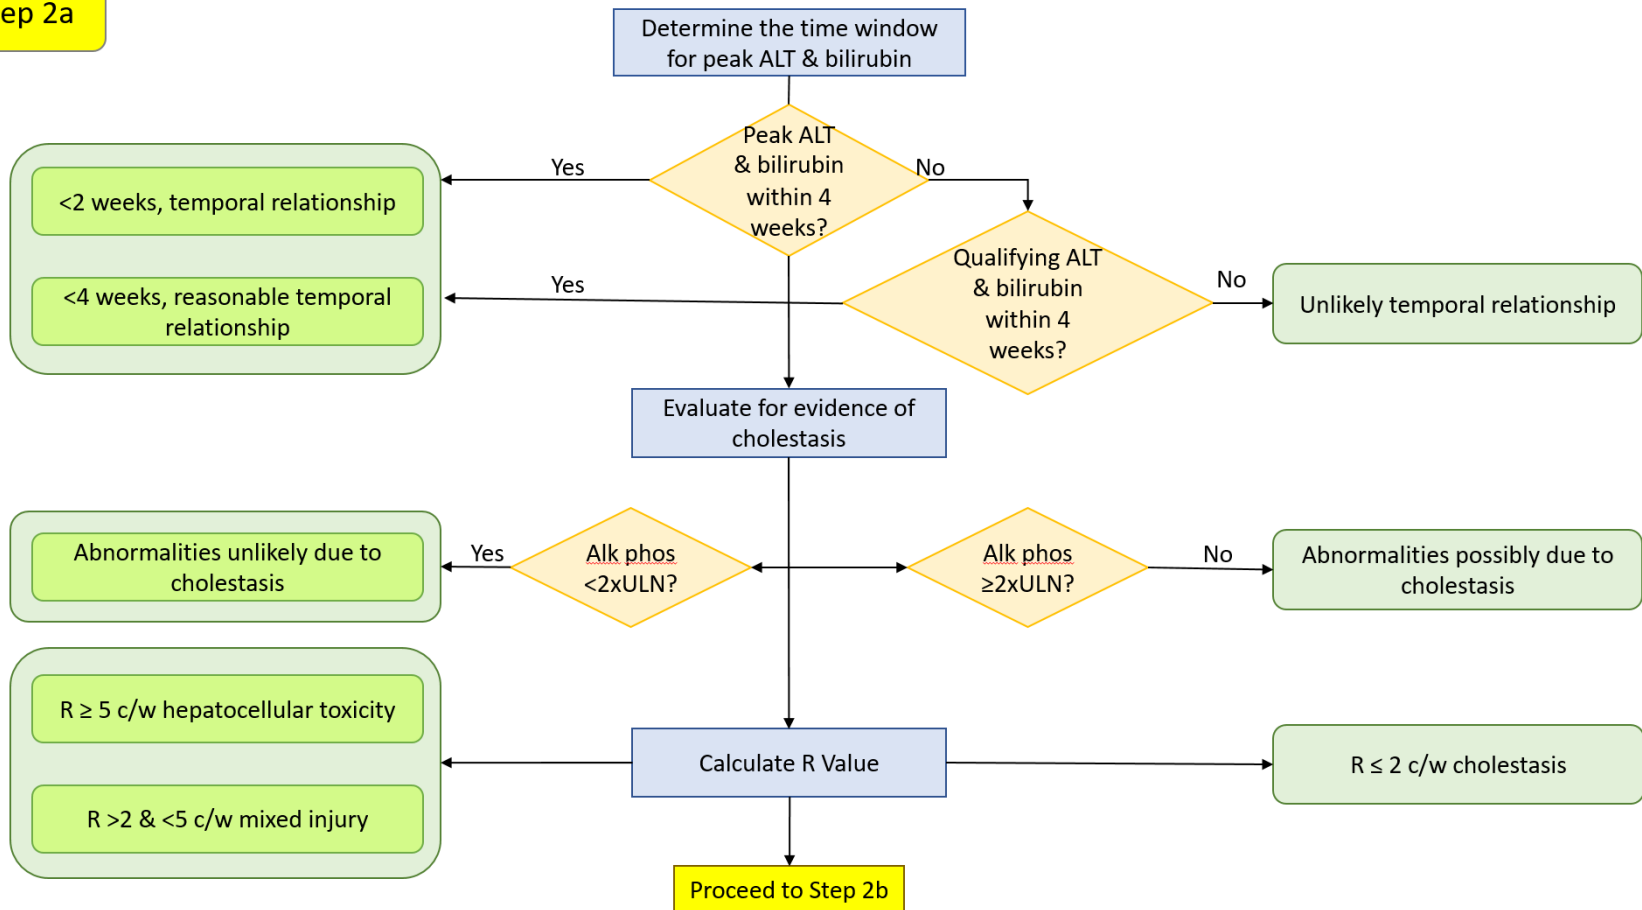 ep 2a
Determine the time window
for peak ALT & bilirubin
Peak ALT
& bilirubin
within 4
weeks?
Yes
No
<2 weeks, temporal relationship
<4 weeks, reasonable temporal
relationship
Yes
Qualifying ALT
& bilirubin
within 4
weeks?
No
Unlikely temporal relationship
Evaluate for evidence of
cholestasis
Abnormalities unlikely due to
cholestasis
Yes
Alk phos
<2xULN?
Alk phos
≥2xULN?
No
Abnormalities possibly due to
cholestasis
R ≥ 5 c/w hepatocellular toxicity
R >2 & <5 c/w mixed injury
Calculate R Value
R ≤ 2 c/w cholestasis
Proceed to Step 2b